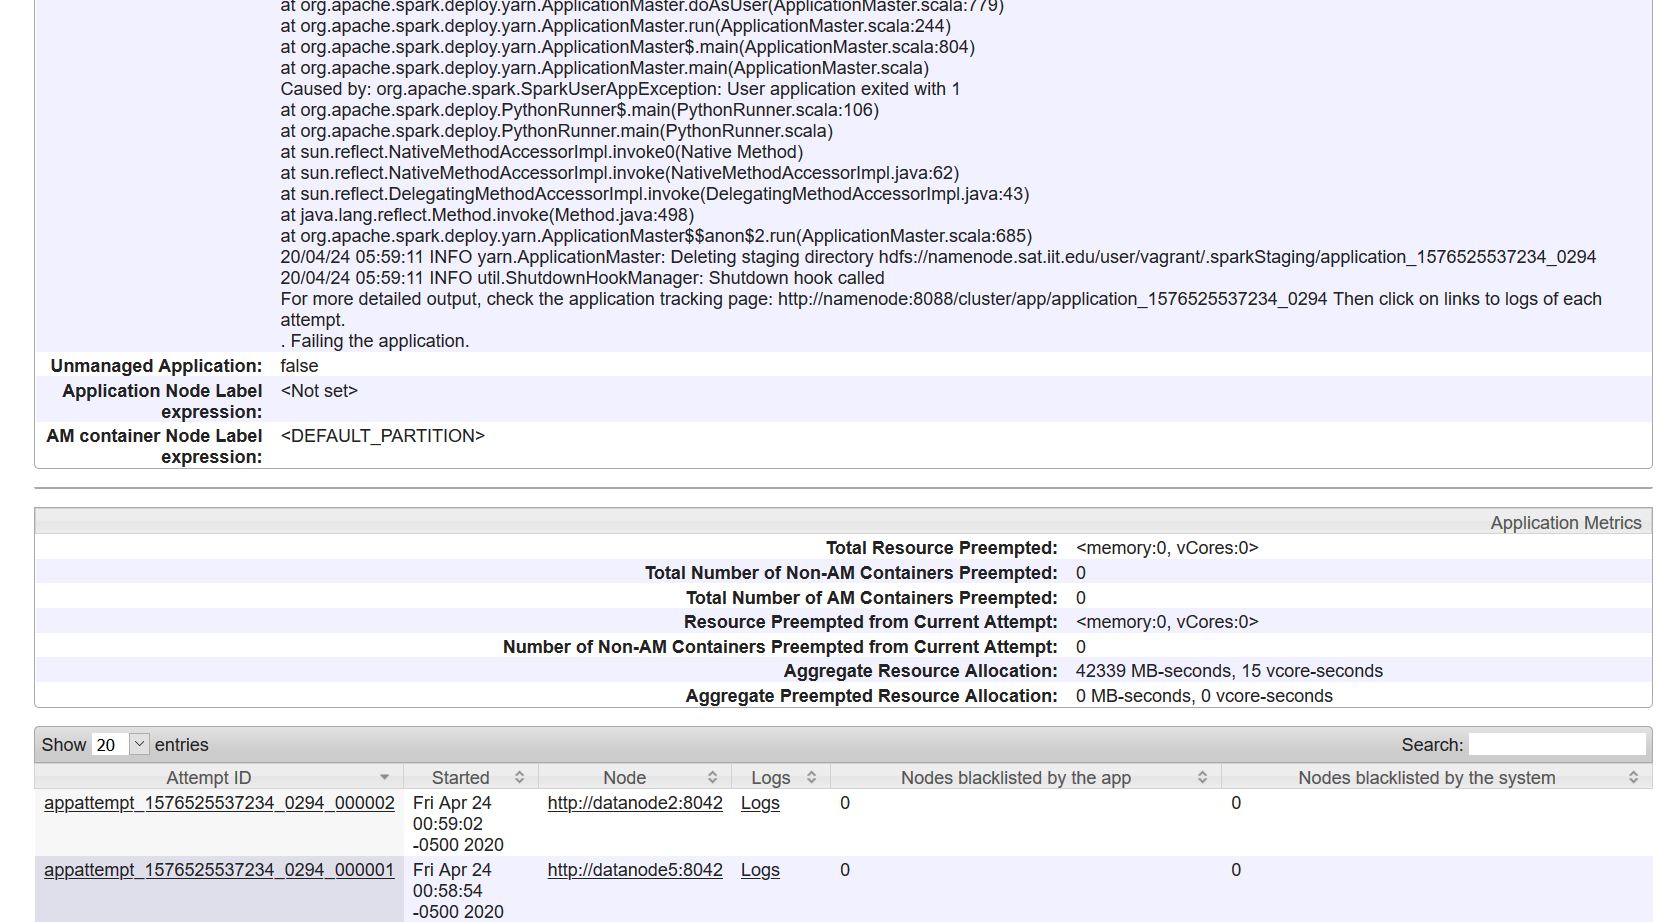 at org.apache.spark.deploy.yarn.ApplicationMaster.doAsUser(ApplicationMaster.scala:779)
at org.apache.spark.deploy.yarn.ApplicationMaster.run(ApplicationMaster.scala:244)
at org.apache.spark.deploy.yarn.ApplicationMaster$.main(ApplicationMaster.scala:804)
at org.apache.spark.deploy.yarn.ApplicationMaster.main(ApplicationMaster.scala)
Caused by: org.apache.spark.SparkUserAppException: User application exited with 1
at org.apache.spark.deploy.PythonRunner$.main(PythonRunner.scala:106)
at org.apache.spark.deploy.PythonRunner.main(PythonRunner.scala)
at sun.reflect.NativeMethodAccessorImpl.invoke0(Native Method)
at sun.reflect.NativeMethodAccessorImpl.invoke(NativeMethodAccessorImpl.java:62)
at sun.reflect.DelegatingMethodAccessorImpl.invoke(DelegatingMethodAccessorImpl.java:43)
at java.lang.reflect.Method.invoke(Method.java:498)
at org.apache.spark.deploy.yarn.ApplicationMaster$$anon$2.run(ApplicationMaster.scala:685)
20/04/24 05:59:11 INFO yarn.ApplicationMaster: Deleting staging directory hdfs://namenode.sat.iit.edu/user/vagrant/.sparkStaging/application_1576525537234_0294
20/04/24 05:59:11 INFO util.ShutdownHookManager: Shutdown hook called
For more detailed output, check the application tracking page: http://namenode:8088/cluster/app/application_1576525537234_0294 Then click on links to logs of each
attempt.
. Failing the application.
Unmanaged Application: false
Application Node Label <Not set>
expression:
AM container Node Label <DEFAULT_PARTITION>
expression:
Application Metrics
Total Resource Preempted: <memory:0, vCores:0>
Total Number of Non-AM Containers Preempted: 0
Total Number of AM Containers Preempted: 0
Resource Preempted from Current Attempt: <memory:0, vCores:0>
Number of Non-AM Containers Preempted from Current Attempt: 0
Aggregate Resource Allocation: 42339 MB-seconds, 15 vcore-seconds
Aggregate Preempted Resource Allocation: 0 MB-seconds, 0 vcore-seconds
Show 20 entries Search:
Attempt ID Started Node Logs Nodes blacklisted by the app Nodes blacklisted by the system
appattempt_1576525537234_0294_000002 Fri Apr 24 http://datanode2:8042 Logs 0 0
00:59:02
-0500 2020
appattempt_1576525537234_0294_000001 Fri Apr 24 http://datanode5:8042 Logs 0 0
00:58:54
-0500 2020